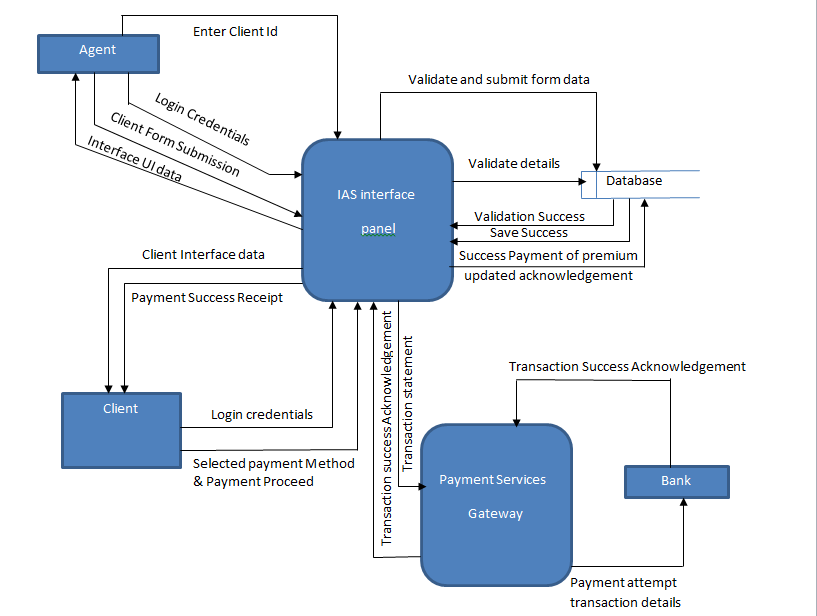 Enter Client Id
Agent
Validate and submit form data
Login Credentials
Client Form Submission
Interface UI data
Validate details
Database
IAS interface
panel
Validation Success
Save Success
Success Payment of premium
updated acknowledgement
Client Interface data
Payment Success Receipt
Transaction success Acknowledgement
Transaction statement
Transaction Success Acknowledgement
Client
Login credentials
Selected payment Method
& Payment Proceed
Payment Services
Gateway
Bank
Payment attempt
transaction details